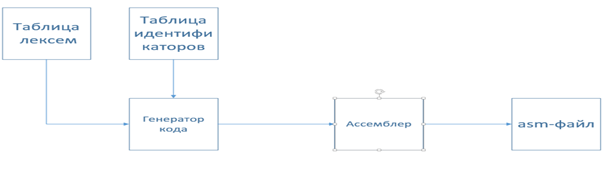 Таблица
лексем
Таблица
идентифи
каторов
Генератор
кода
Ассемблер
asm-файл